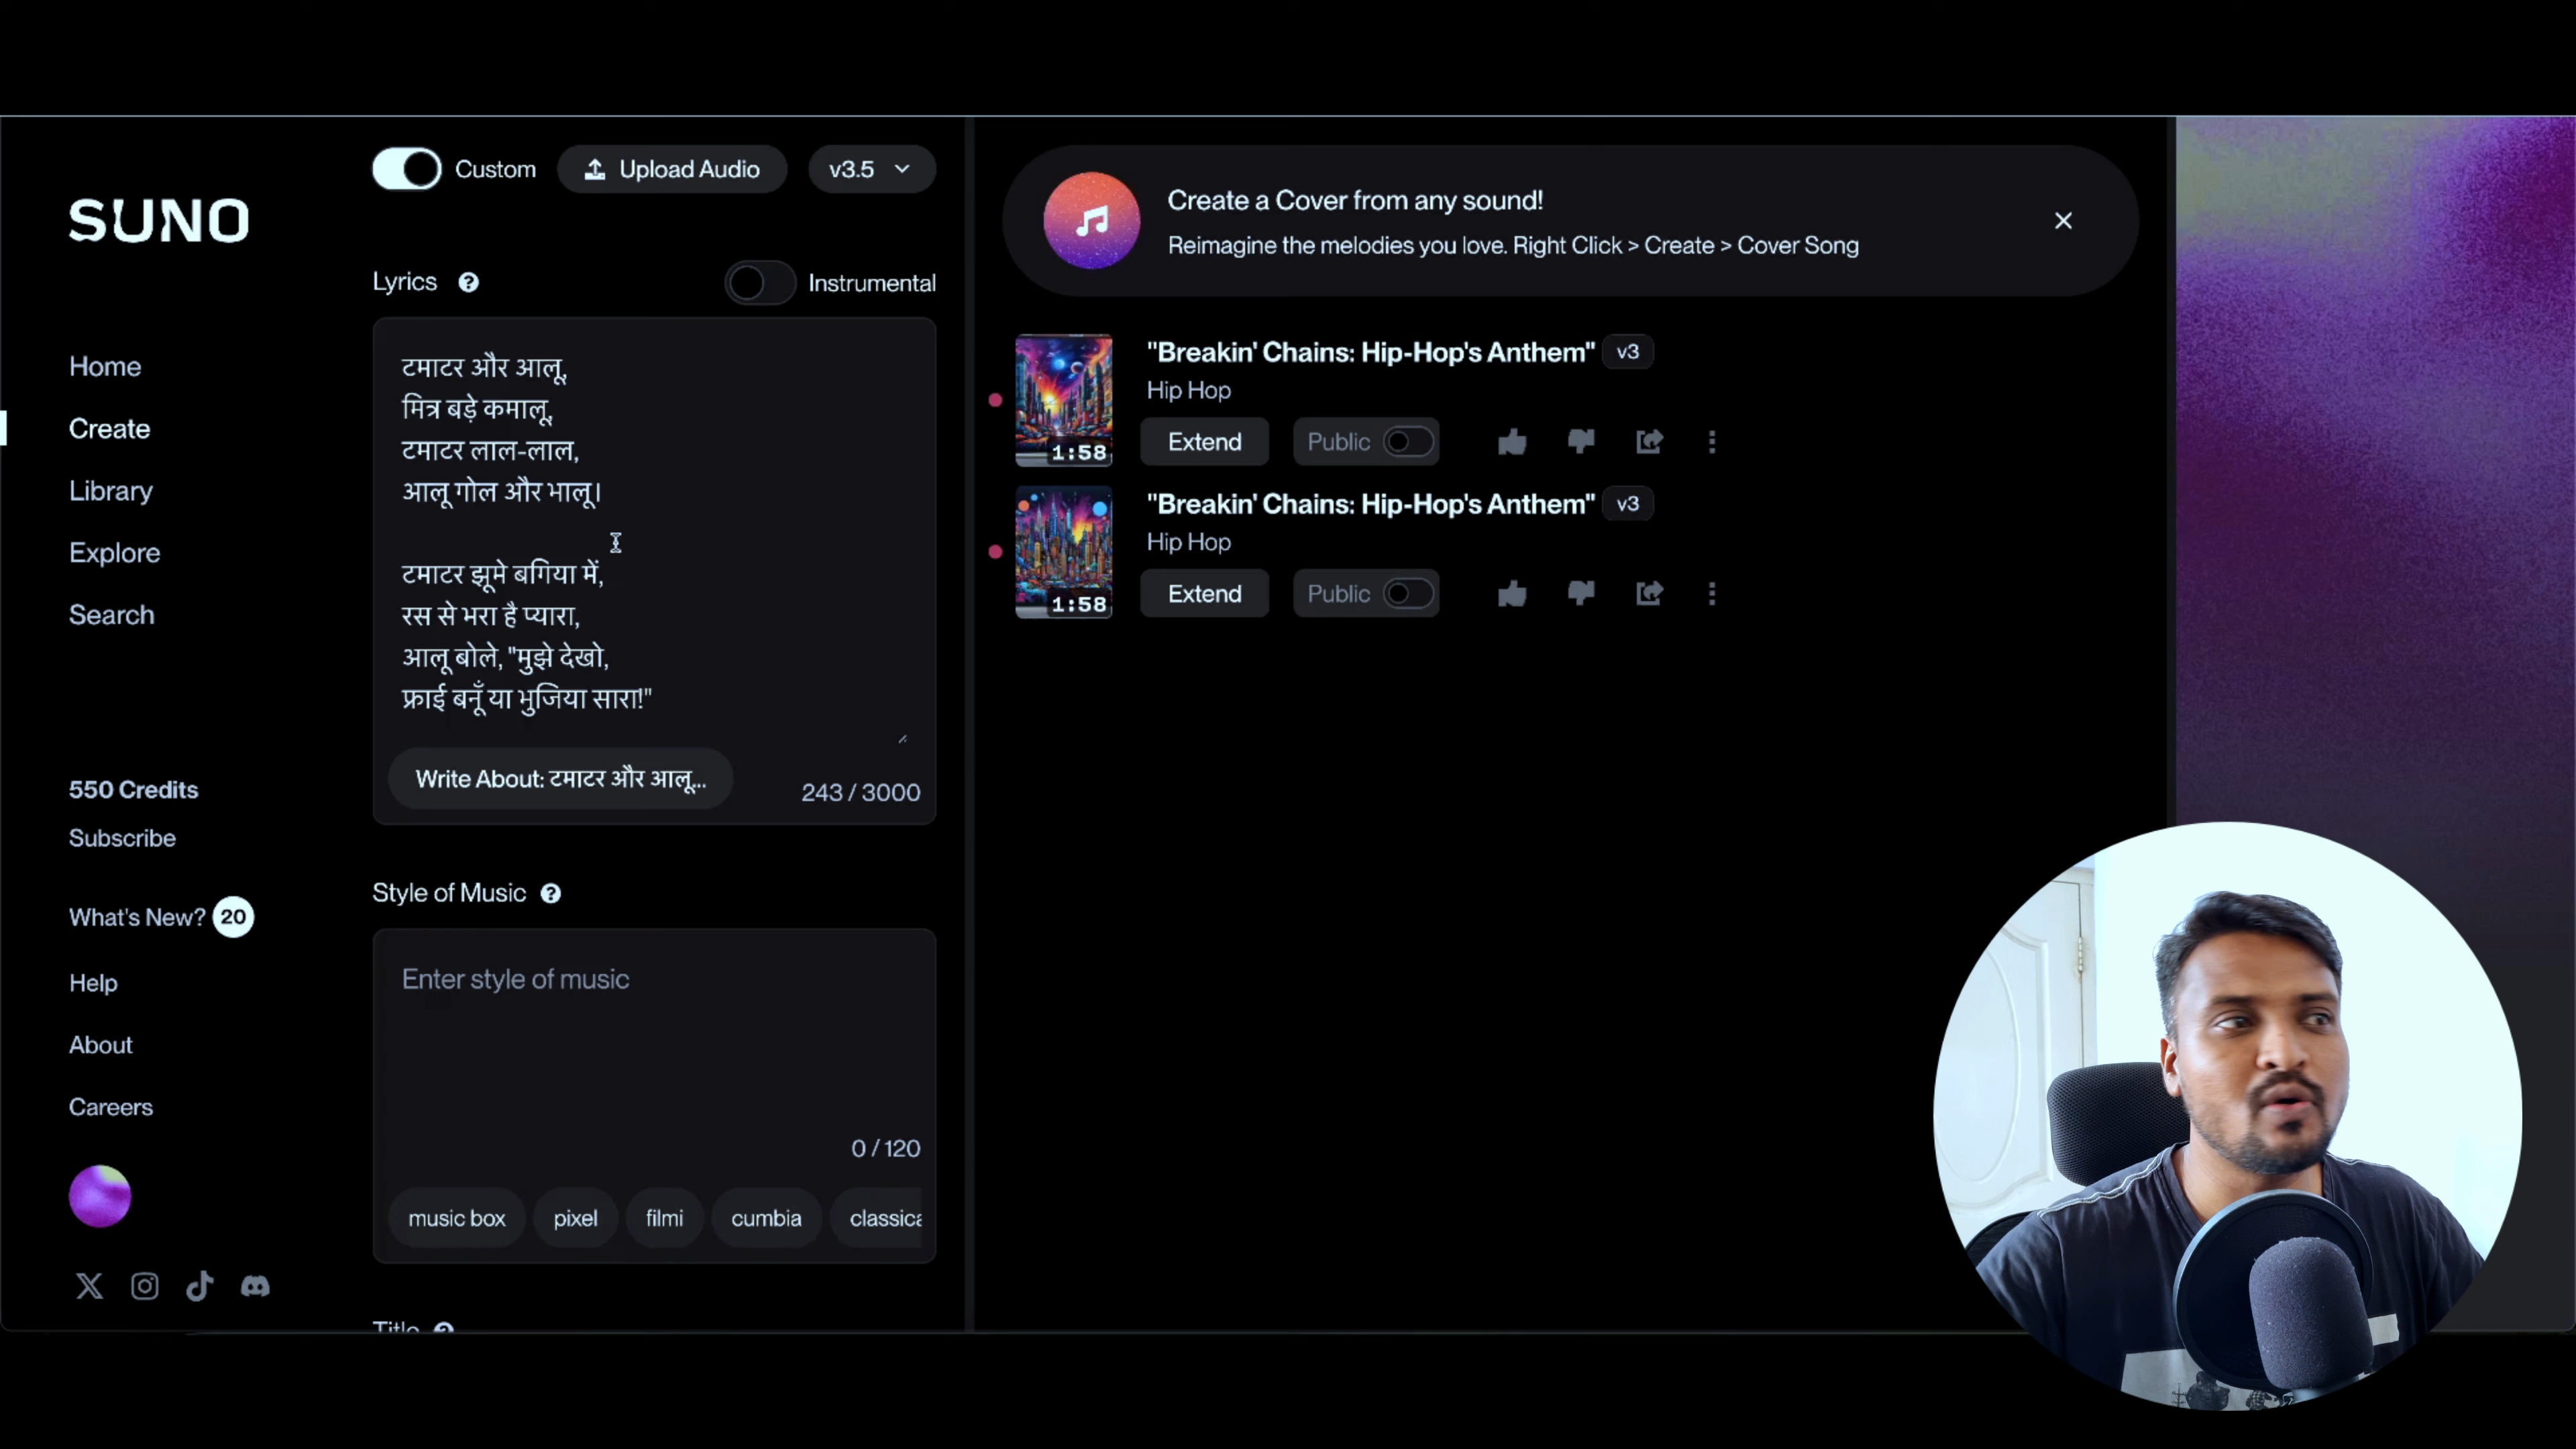 SUNO
Home
Create
Library
Explore
Search
550 Credits
Subscribe
What's New? 20
Help
About
Careers
Custom
Upload Audio
v3.5
Lyrics
Instrumental
टमाटर और आलू,
मित्र बड़े कमालू,
टमाटर लाल-लाल,
आलू गोल और भालू।
टमाटर झूमे बगिया में,
रस से भरा है प्यारा,
आलू बोले, "मुझे देखो,
फ्राई बनूँ या भुजिया सारा!"
Write About: टमाटर और आलू...
243 / 3000
Style of Music
Enter style of music
0 / 120
music box
pixel
filmi
cumbia
classica
Title
Create a Cover from any sound!
Reimagine the melodies you love. Right Click > Create > Cover Song
"Breakin' Chains: Hip-Hop's Anthem" v3
Hip Hop
1:58
Extend
Public
"Breakin' Chains: Hip-Hop's Anthem" v3
Hip Hop
1:58
Extend
Public